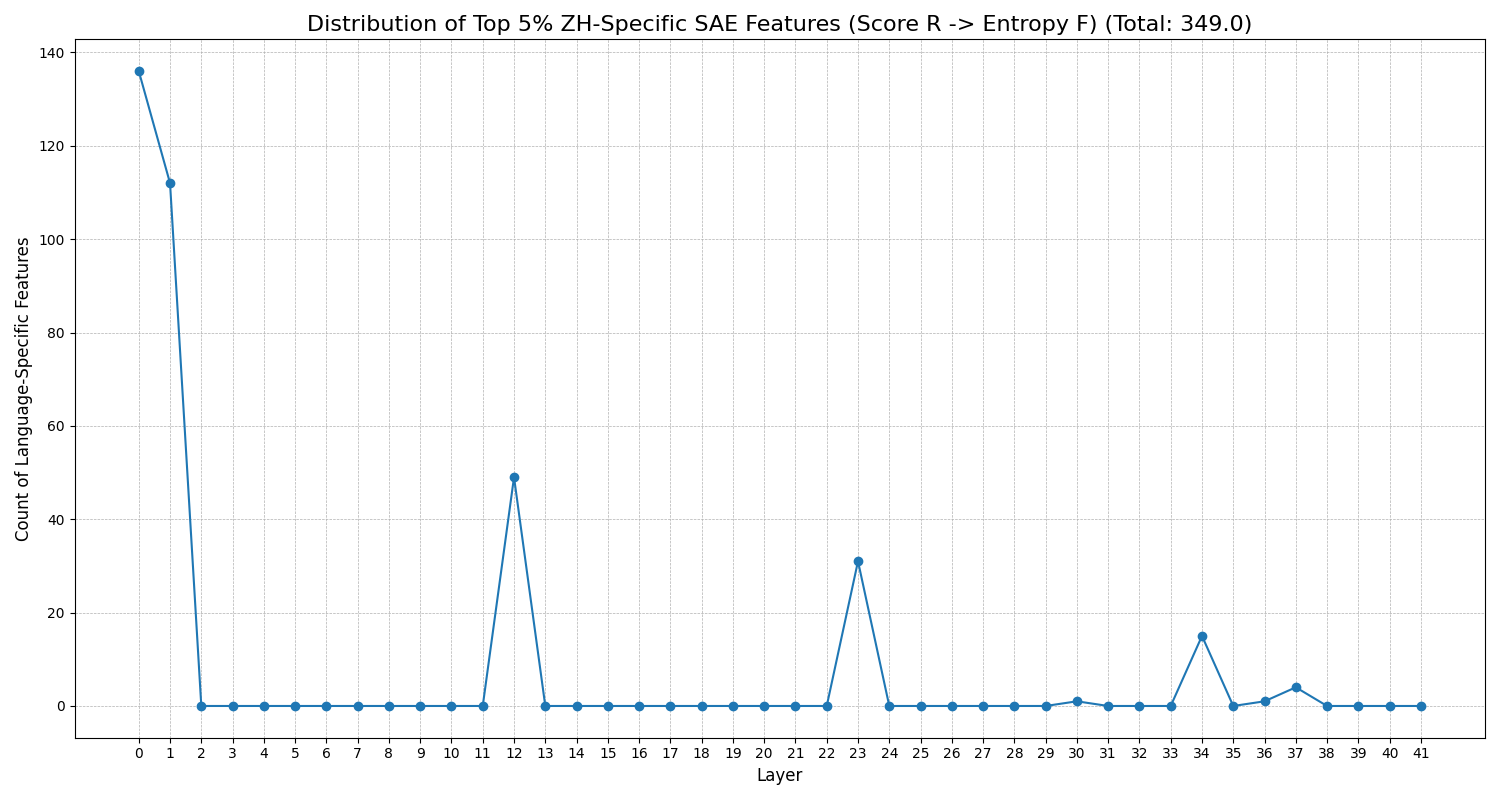 Distribution of Top 5% ZH-Specific SAE Features (Score R -> Entropy F) (Total: 349.0)
140
120
100
80
60
40
20
0
Count of Language-Specific Features
0 1 2 3 4 5 6 7 8 9 10 11 12 13 14 15 16 17 18 19 20 21 22 23 24 25 26 27 28 29 30 31 32 33 34 35 36 37 38 39 40 41
Layer